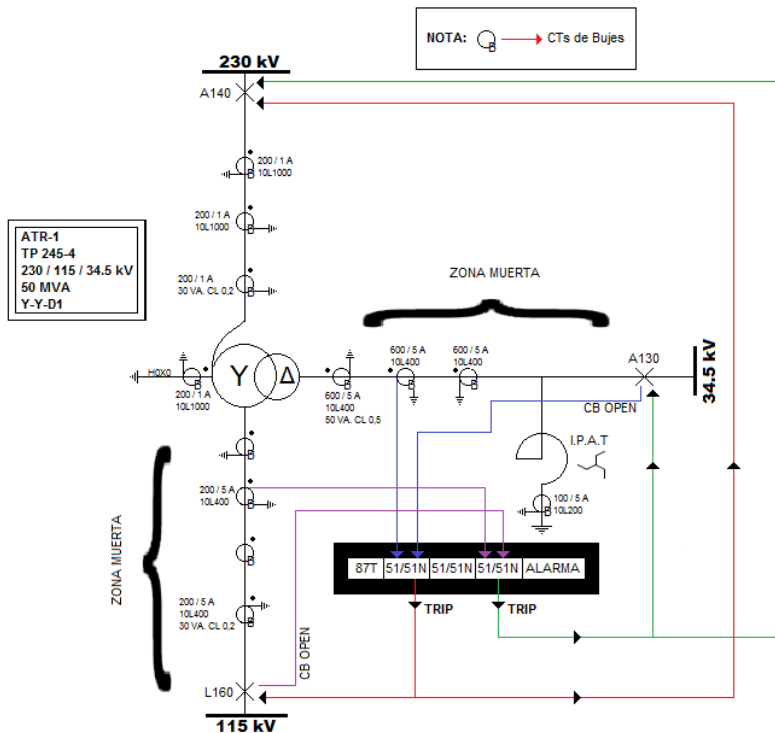 NOTA:
B
CTs de Bujes
230 kV
A140
200 / 1 A
10L1000
B
200 / 1 A
10L1000
B
200 / 1 A
30 VA. CL 0,2
B
ATR-1
TP 245-4
230 / 115 / 34.5 kV
50 MVA
Y-Y-D1
ZONA MUERTA
H0X0
B
200 / 1 A
10L1000
Y
Δ
B
600 / 5 A
10L400
50 VA. CL 0,5
600 / 5 A
10L400
B
600 / 5 A
10L400
B
A130
34.5 kV
CB OPEN
I.P.A.T
100 / 5 A
10L200
B
ZONA MUERTA
B
200 / 5 A
10L400
B
B
200 / 5 A
10L400
30 VA. CL 0,2
B
CB OPEN
87T
51/51N
51/51N
51/51N
ALARMA
TRIP
TRIP
L160
115 kV